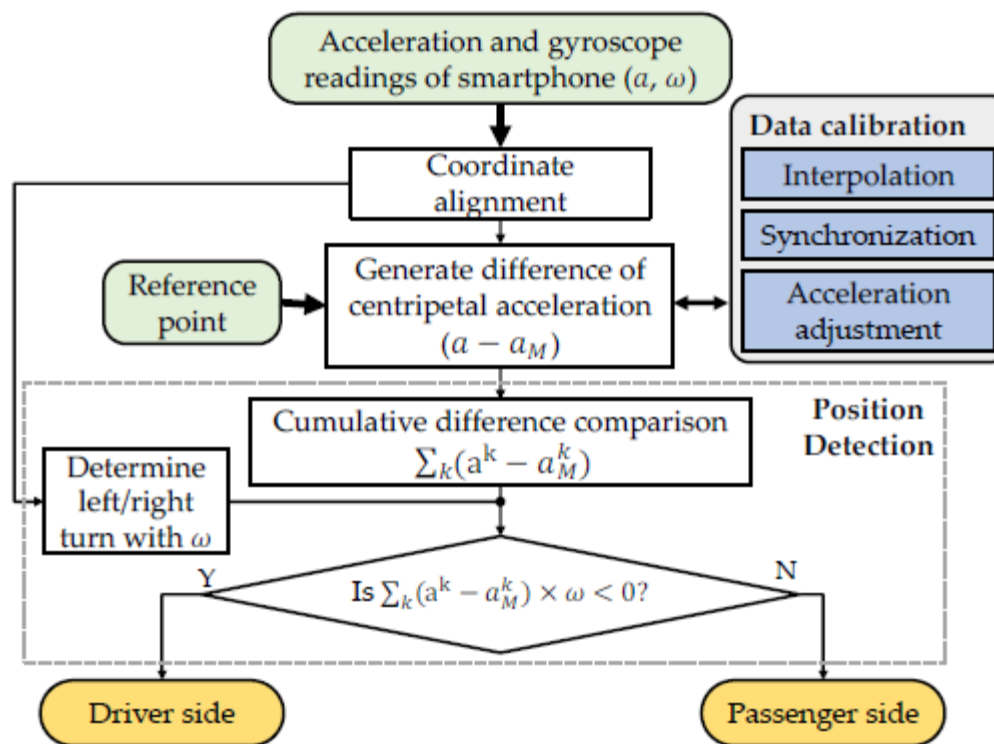 Acceleration and gyroscope
readings of smartphone (a, ω)
Data calibration
Interpolation
Synchronization
Acceleration
adjustment
Coordinate
alignment
Reference
point
Generate difference of
centripetal acceleration
(a − a_M)
Position
Detection
Cumulative difference comparison
∑_k(a^k − a_M^k)
Determine
left/right
turn with ω
Is ∑_k(a^k − a_M^k) × ω < 0?
Y
N
Driver side
Passenger side